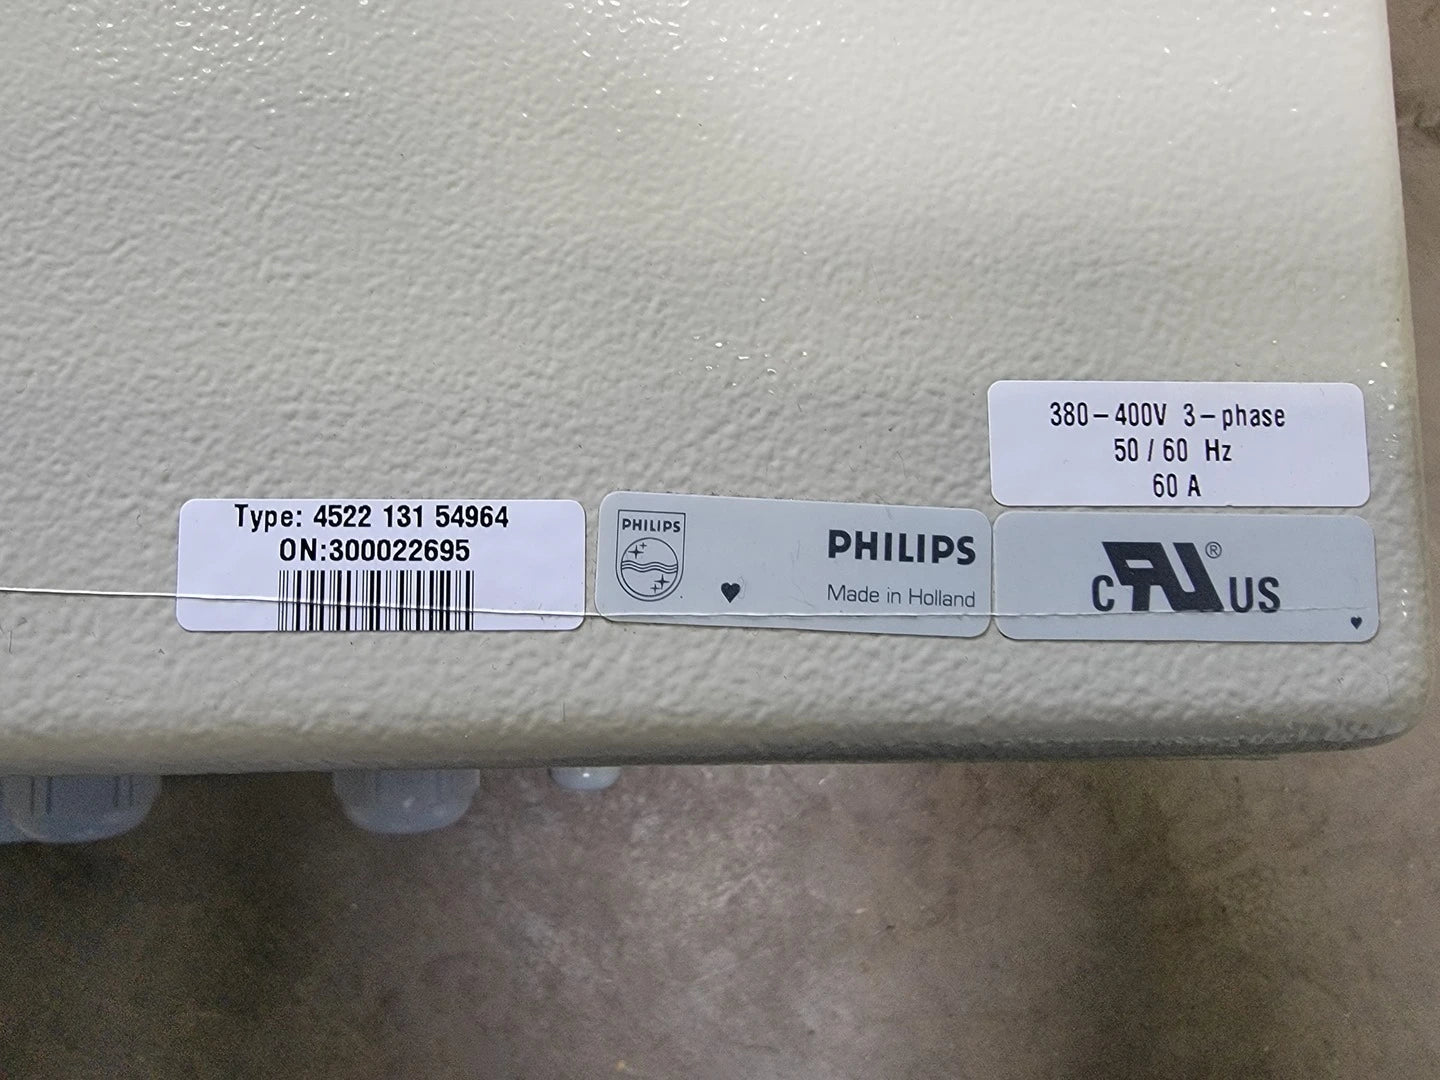 380-400V 3-phase
50/60 Hz
60 A
Type: 4522 131 54964
ON:300022695
PHILIPS
PHILIPS
Made in Holland
C RU® US